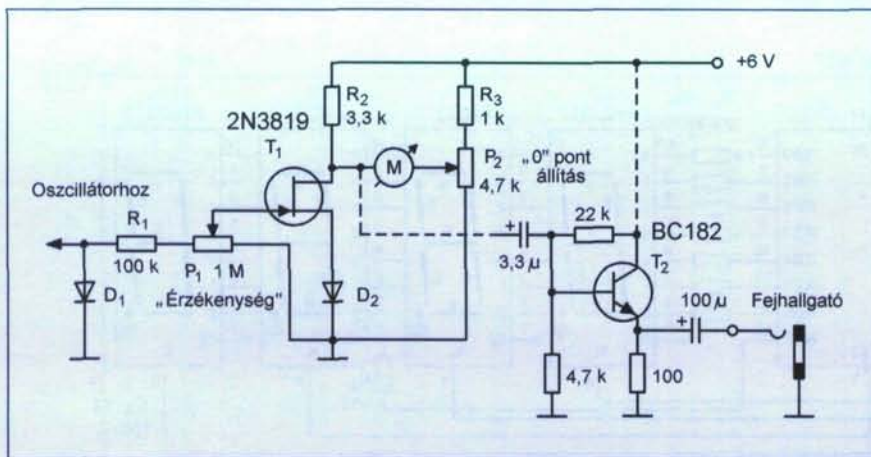 +6 V
R2
3,3 k
R3
1 k
2N3819
T1
M
P2
4,7 k
„0” pont
állítás
Oszcillátorhoz
R1
100 k
P1 1 M
„Érzékenység”
D1
D2
+
3,3 µ
22 k
BC182
T2
100 µ
+
Fejhallgató
4,7 k
100